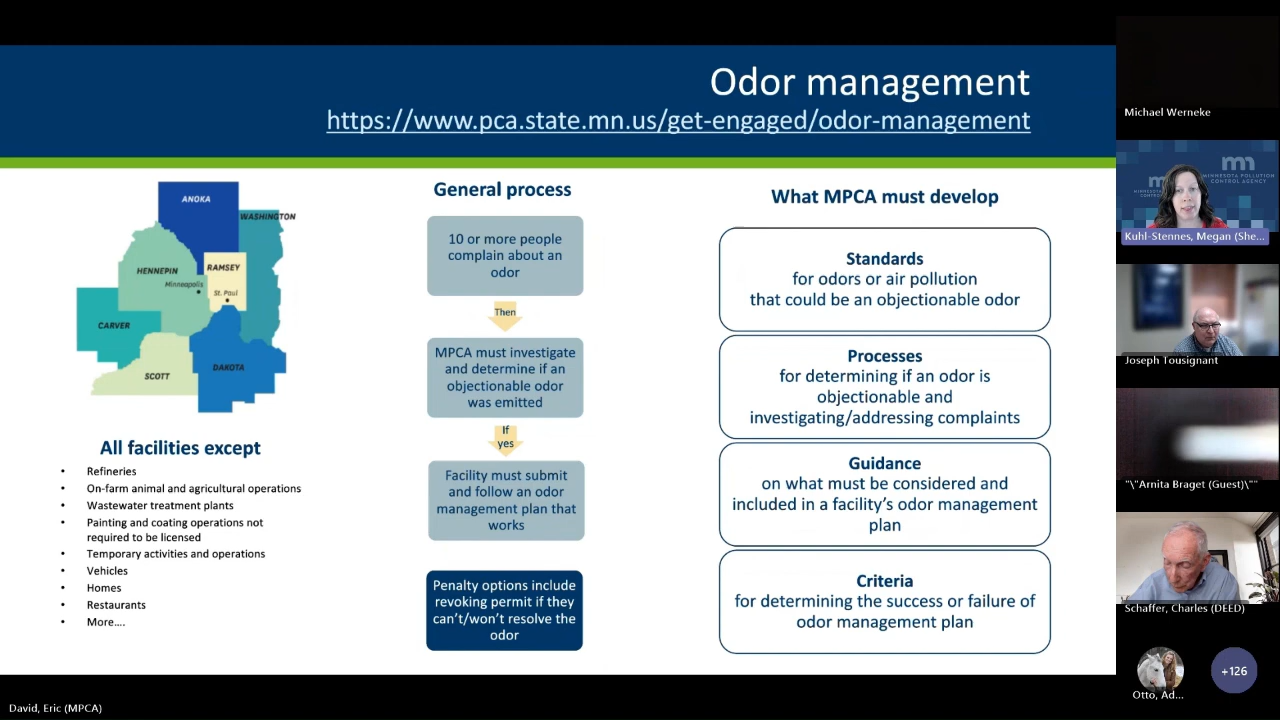 Odor management
https://www.pca.state.mn.us/get-engaged/odor-management
ANOKA
WASHINGTON
HENNEPIN
RAMSEY
Minneapolis
St. Paul
CARVER
SCOTT
DAKOTA
All facilities except
• Refineries
• On-farm animal and agricultural operations
• Wastewater treatment plants
• Painting and coating operations not
required to be licensed
• Temporary activities and operations
• Vehicles
• Homes
• Restaurants
• More....
General process
10 or more people
complain about an
odor
Then
MPCA must investigate
and determine if an
objectionable odor
was emitted
If
yes
Facility must submit
and follow an odor
management plan that
works
Penalty options include
revoking permit if they
can't/won't resolve the
odor
What MPCA must develop
Standards
for odors or air pollution
that could be an objectionable odor
Processes
for determining if an odor is
objectionable and
investigating/addressing complaints
Guidance
on what must be considered and
included in a facility's odor management
plan
Criteria
for determining the success or failure of
odor management plan
Michael Werneke
MINNESOTA POLLUTION
CONTROL AGENCY
Kuhl-Stennes, Megan (She...
Joseph Tousignant
"\"Arnita Braget (Guest)\""
Schaffer, Charles (DEED)
Otto, Ad...
+126
David, Eric (MPCA)